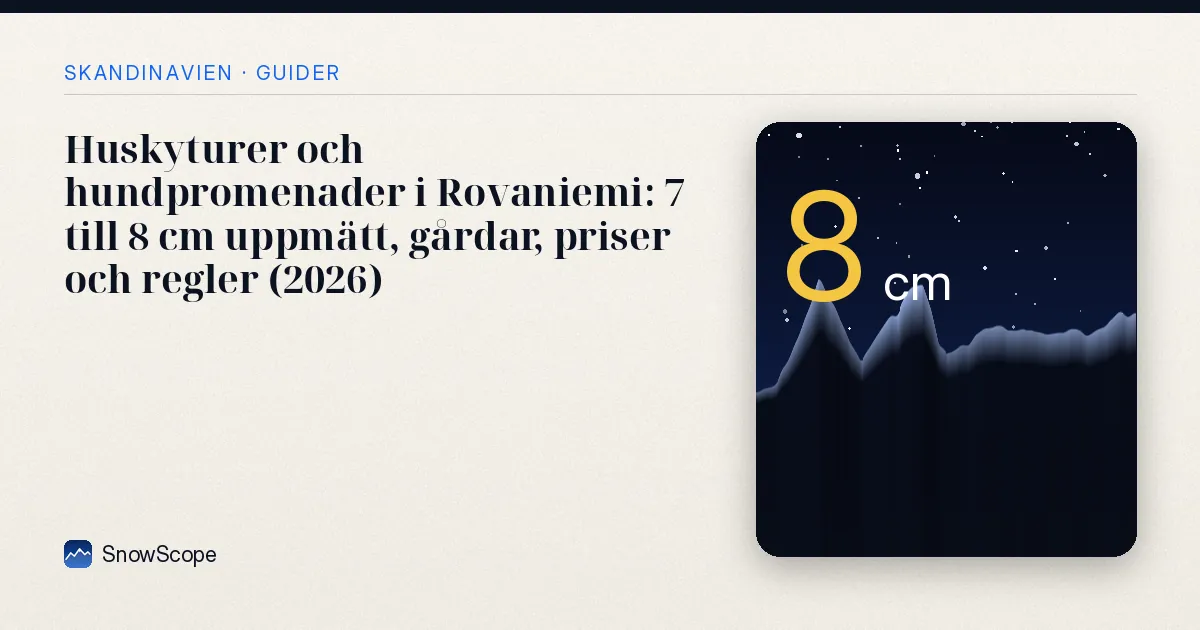 SKANDINAVIEN · GUIDER
Huskyturer och
hundpromenader i Rovaniemi: 7
till 8 cm uppmätt, gårdar, priser
och regler (2026)
8 cm
SnowScope